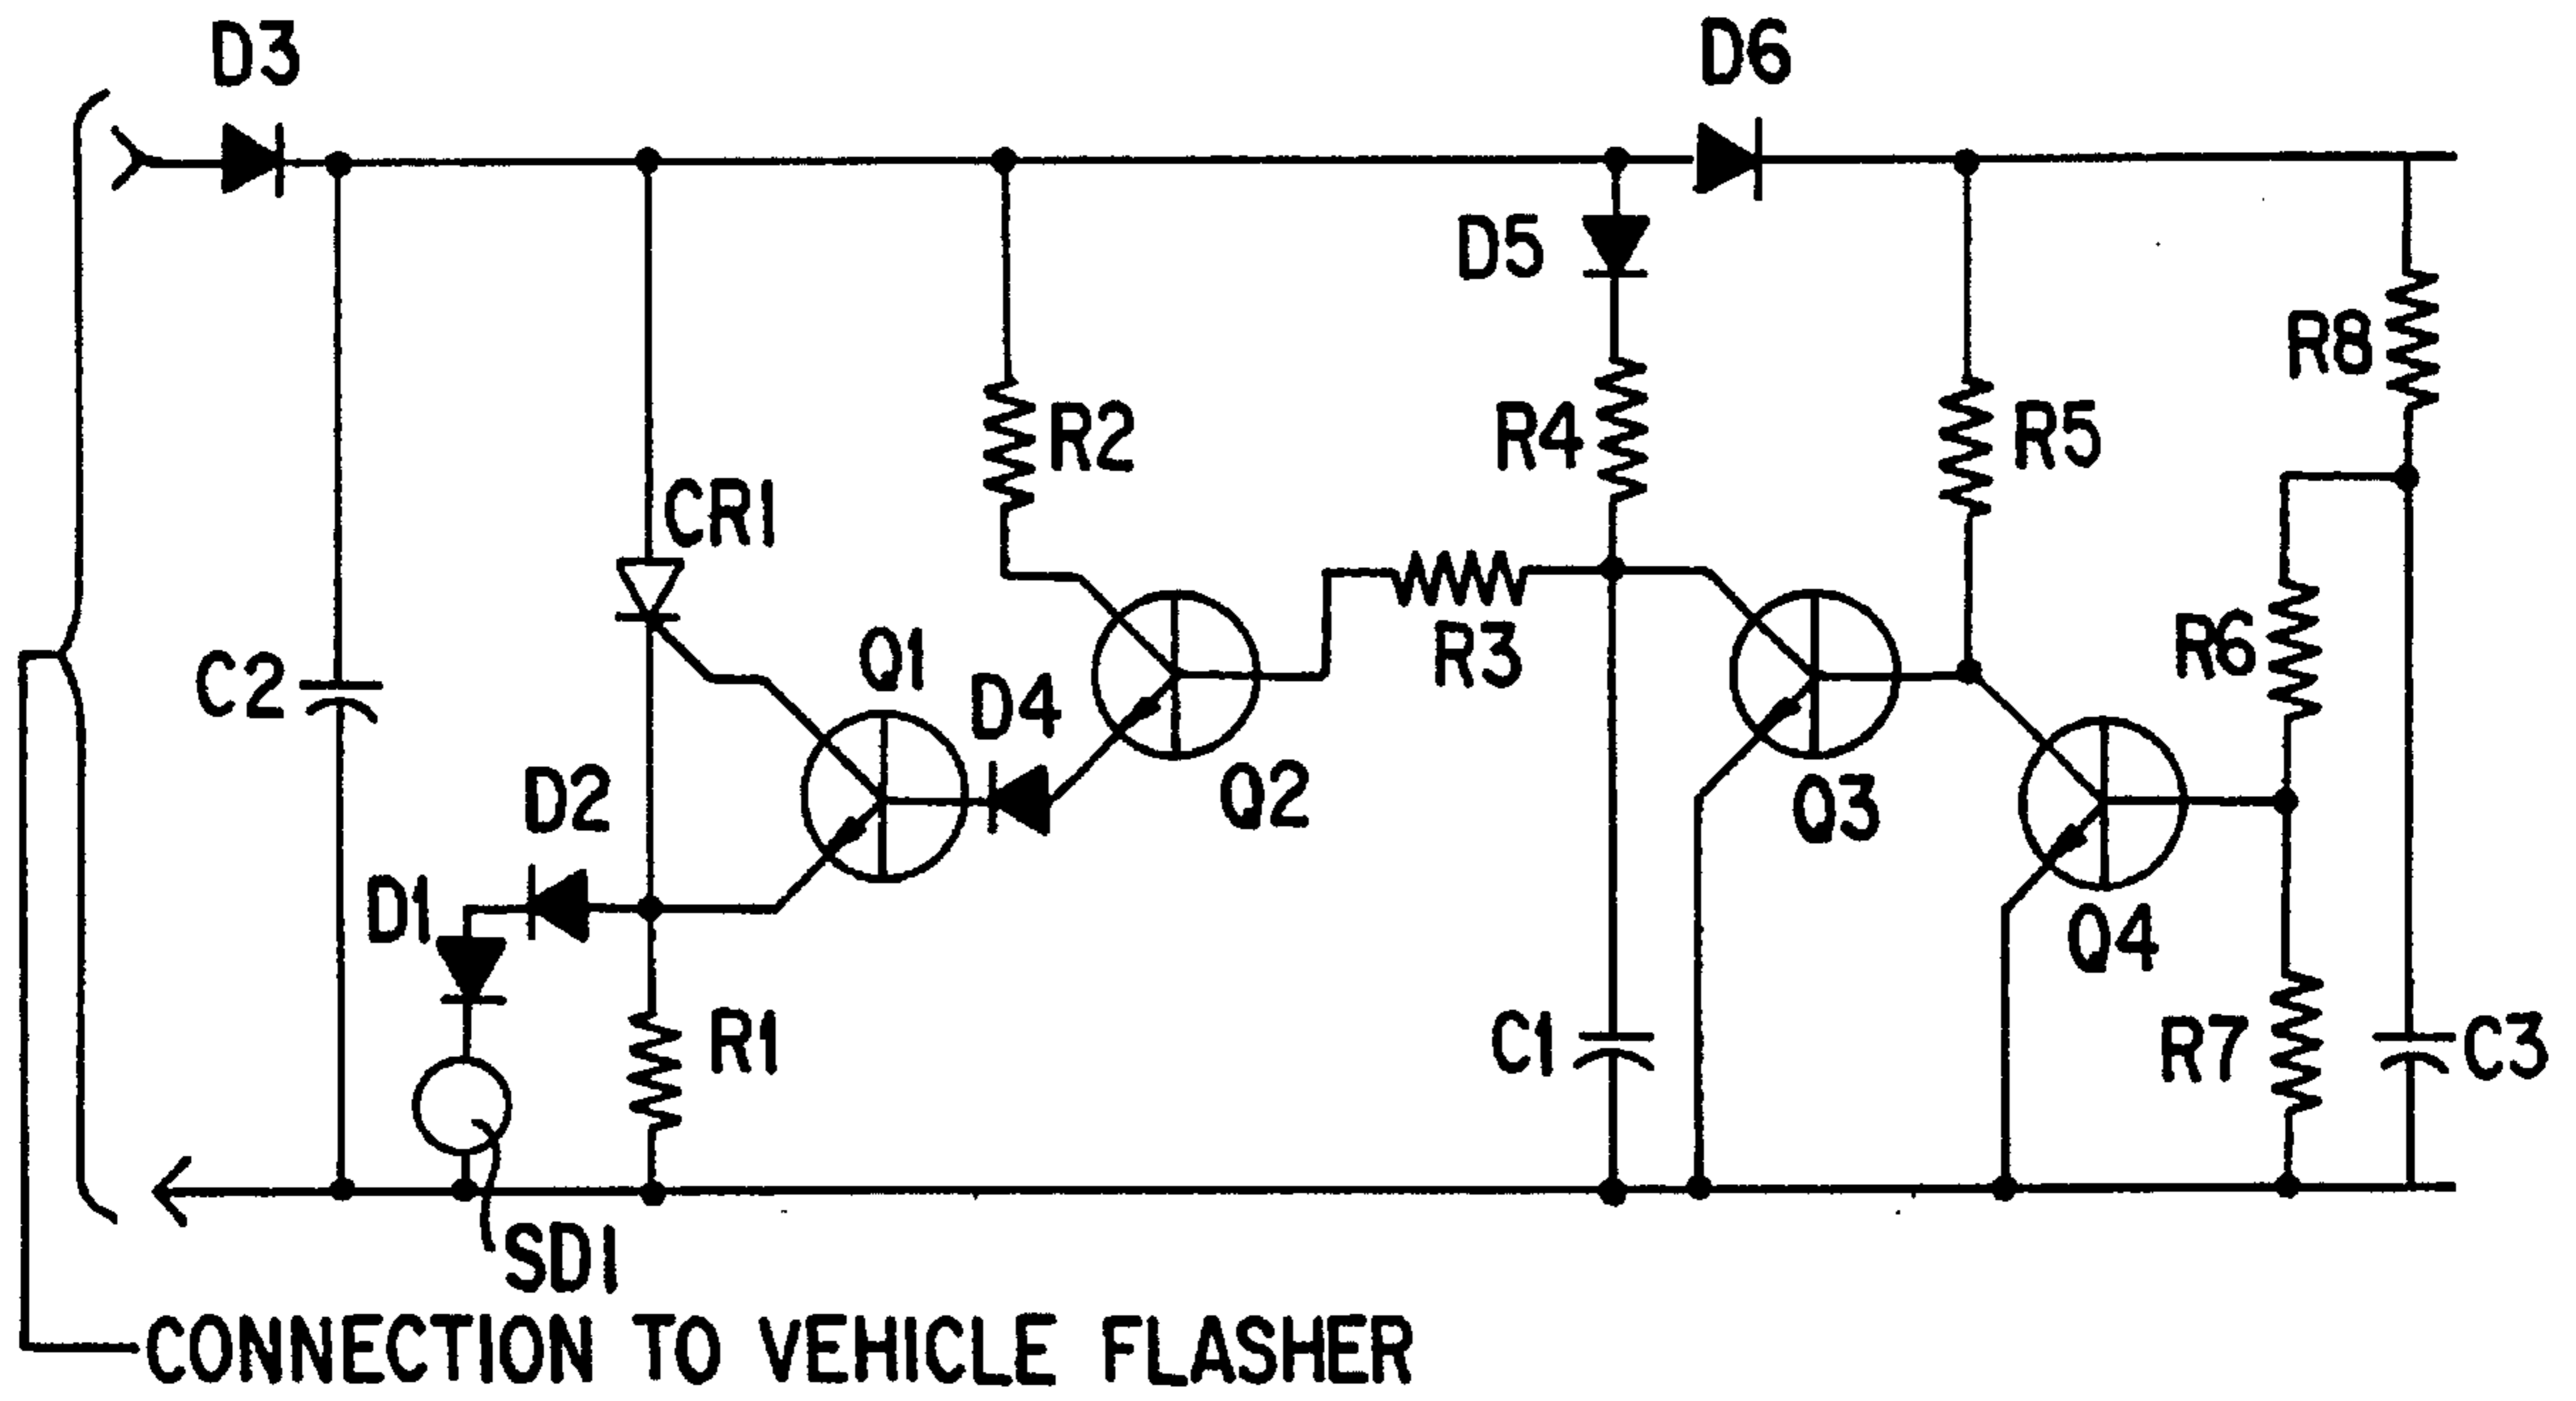 D3
D6
D5
R8
R4
R5
R2
CR1
R6
R3
Q1
C2
D4
D2
Q2
Q3
D1
Q4
R1
C1
R7
C3
SD1
CONNECTION TO VEHICLE FLASHER